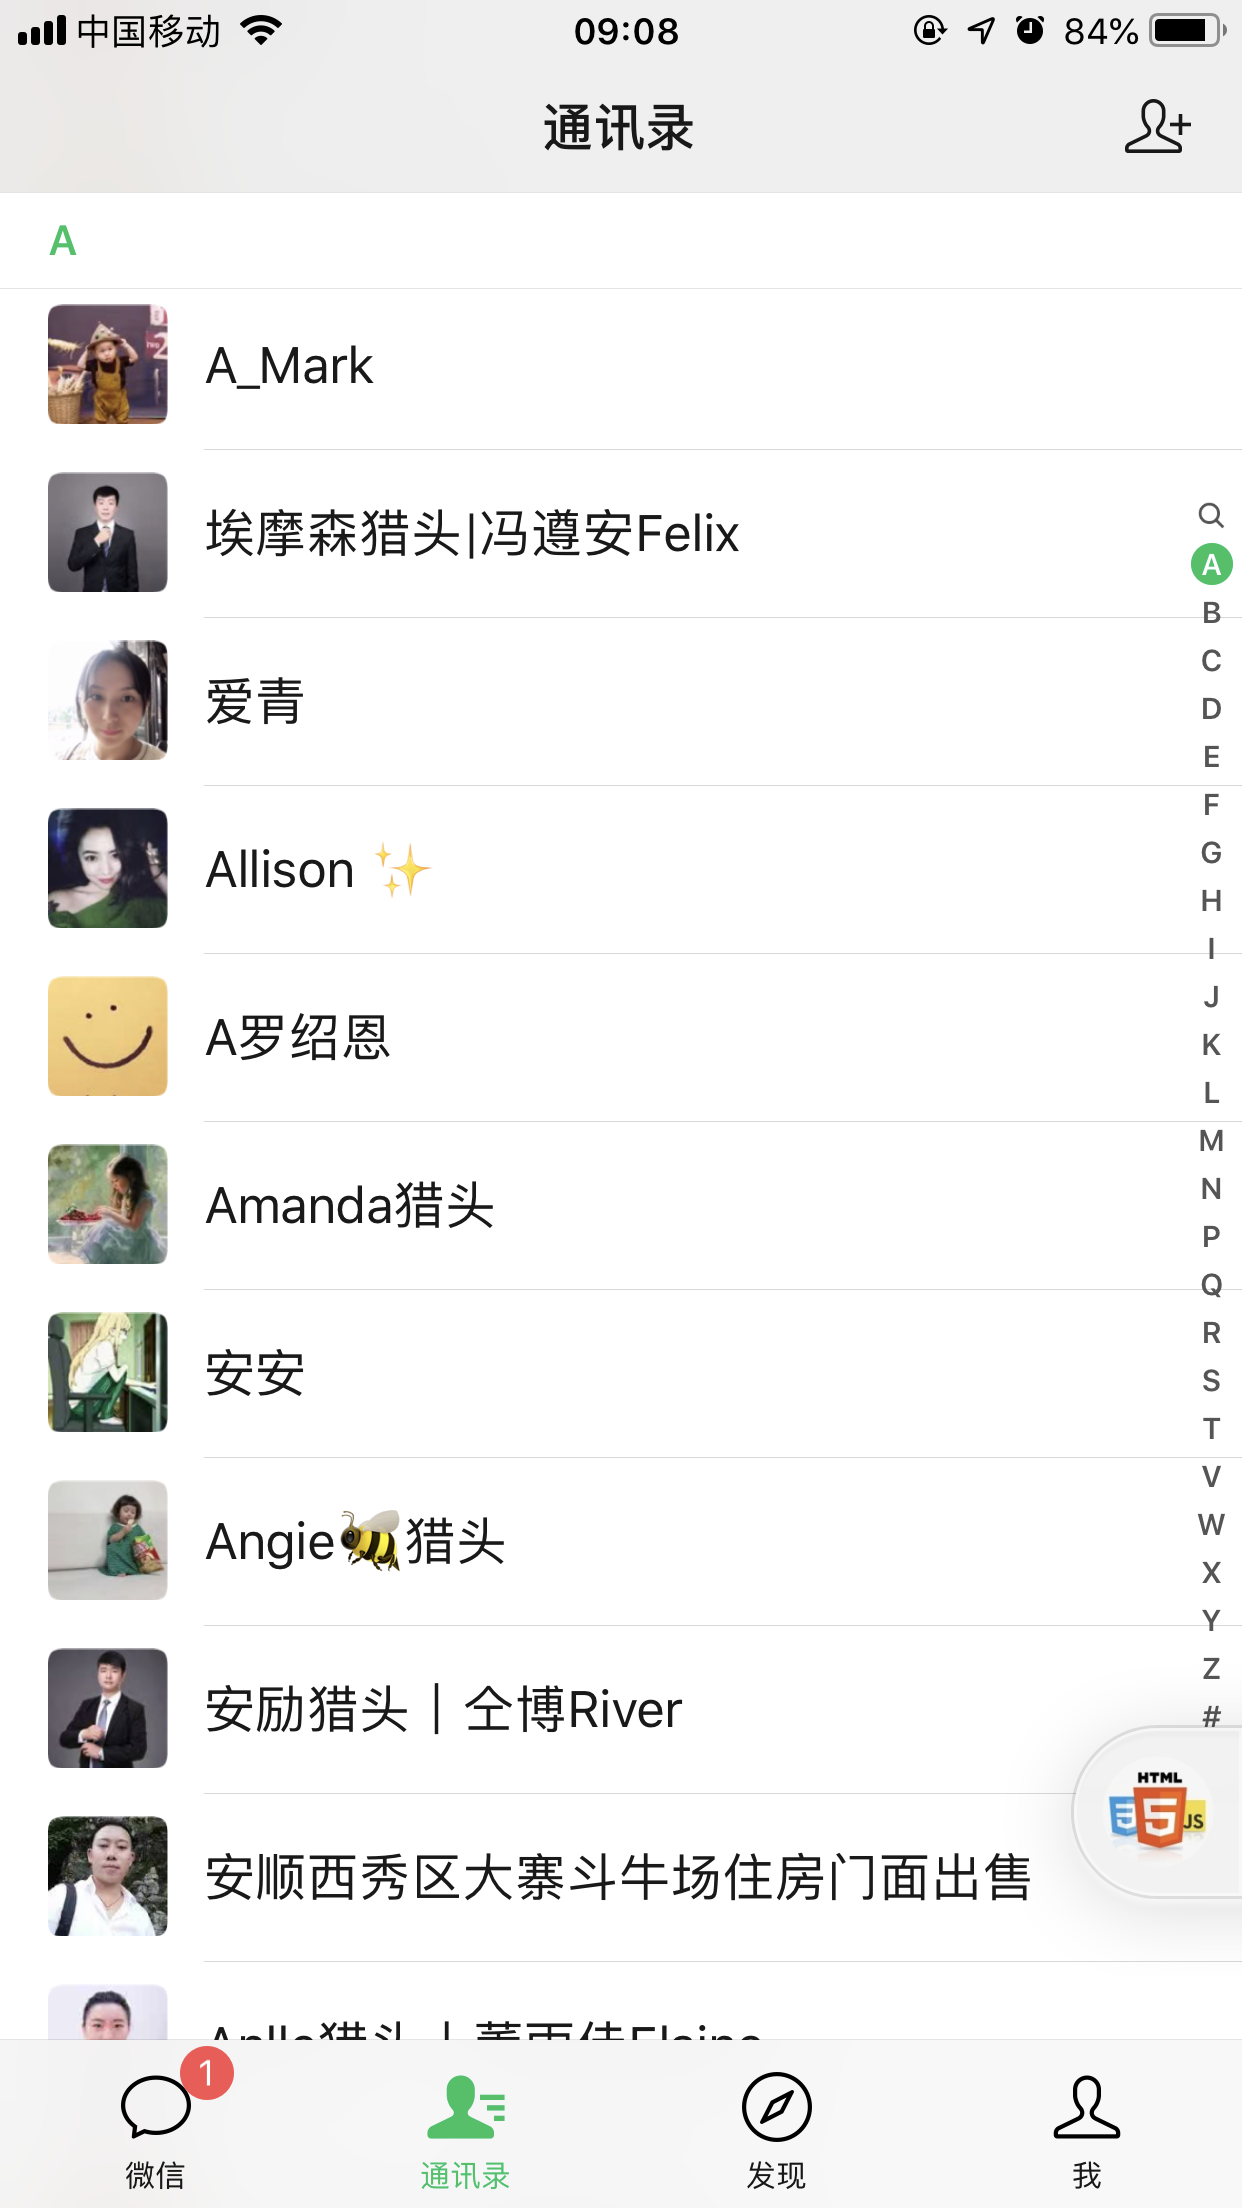 中国移动
09:08
84%
通讯录
A
A_Mark
埃摩森猎头|冯遵安Felix
爱青
Allison ✨
A罗绍恩
Amanda猎头
安安
Angie🐝猎头
安励猎头｜仝博River
安顺西秀区大寨斗牛场住房门面出售
A
B
C
D
E
F
G
H
I
J
K
L
M
N
P
Q
R
S
T
V
W
X
Y
Z
#
HTML
3 5 JS
1
微信
通讯录
发现
我